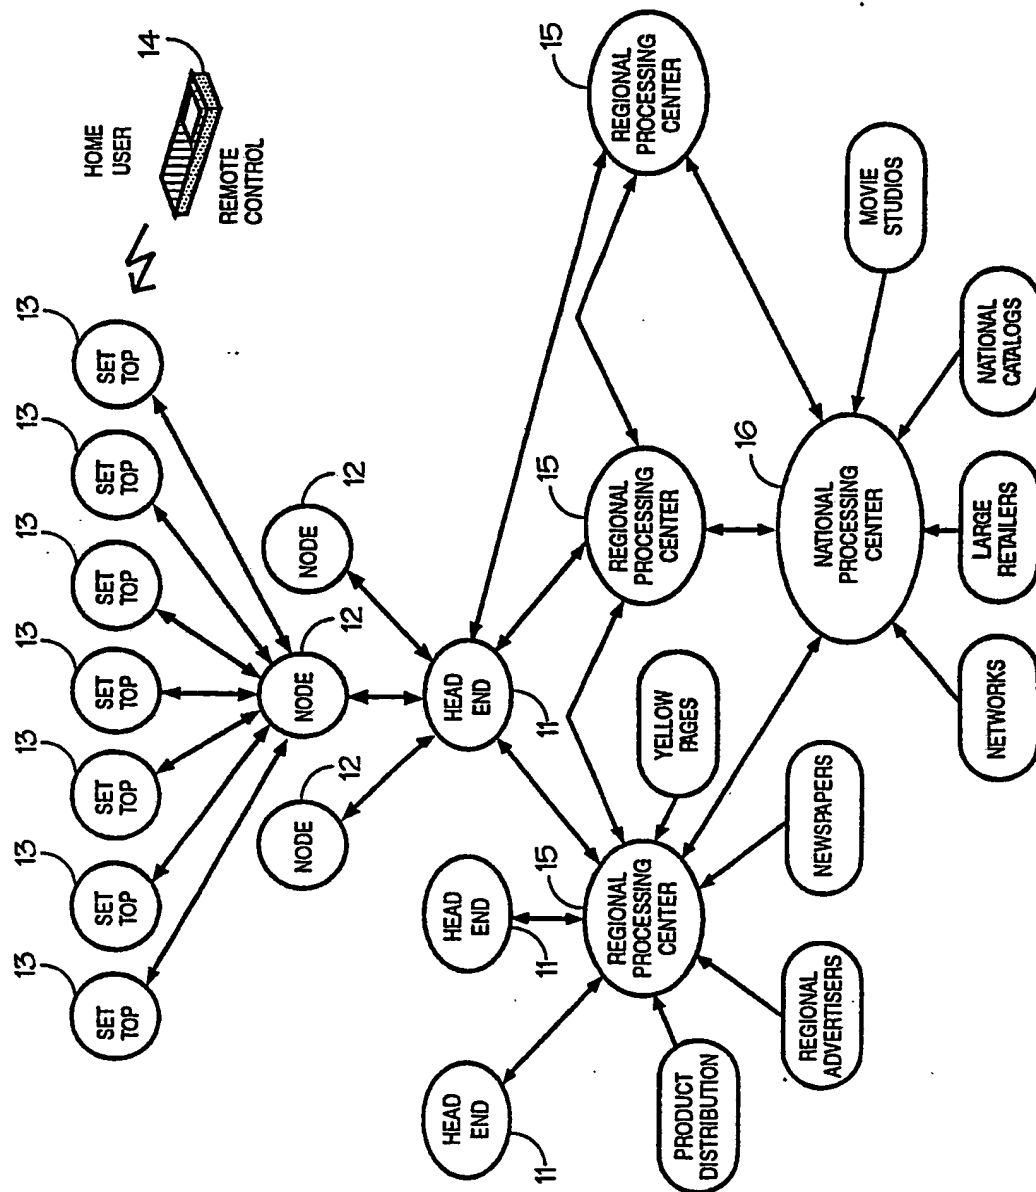 HOME
USER
14
REMOTE
CONTROL
13
13
13
13
13
13
13
SET
TOP
SET
TOP
SET
TOP
SET
TOP
SET
TOP
SET
TOP
SET
TOP
12
NODE
12
NODE
12
NODE
HEAD
END
11
HEAD
END
11
HEAD
END
11
15
REGIONAL
PROCESSING
CENTER
15
REGIONAL
PROCESSING
CENTER
15
REGIONAL
PROCESSING
CENTER
YELLOW
PAGES
PRODUCT
DISTRIBUTION
REGIONAL
ADVERTISERS
NEWSPAPERS
16
NATIONAL
PROCESSING
CENTER
NETWORKS
LARGE
RETAILERS
NATIONAL
CATALOGS
MOVIE
STUDIOS